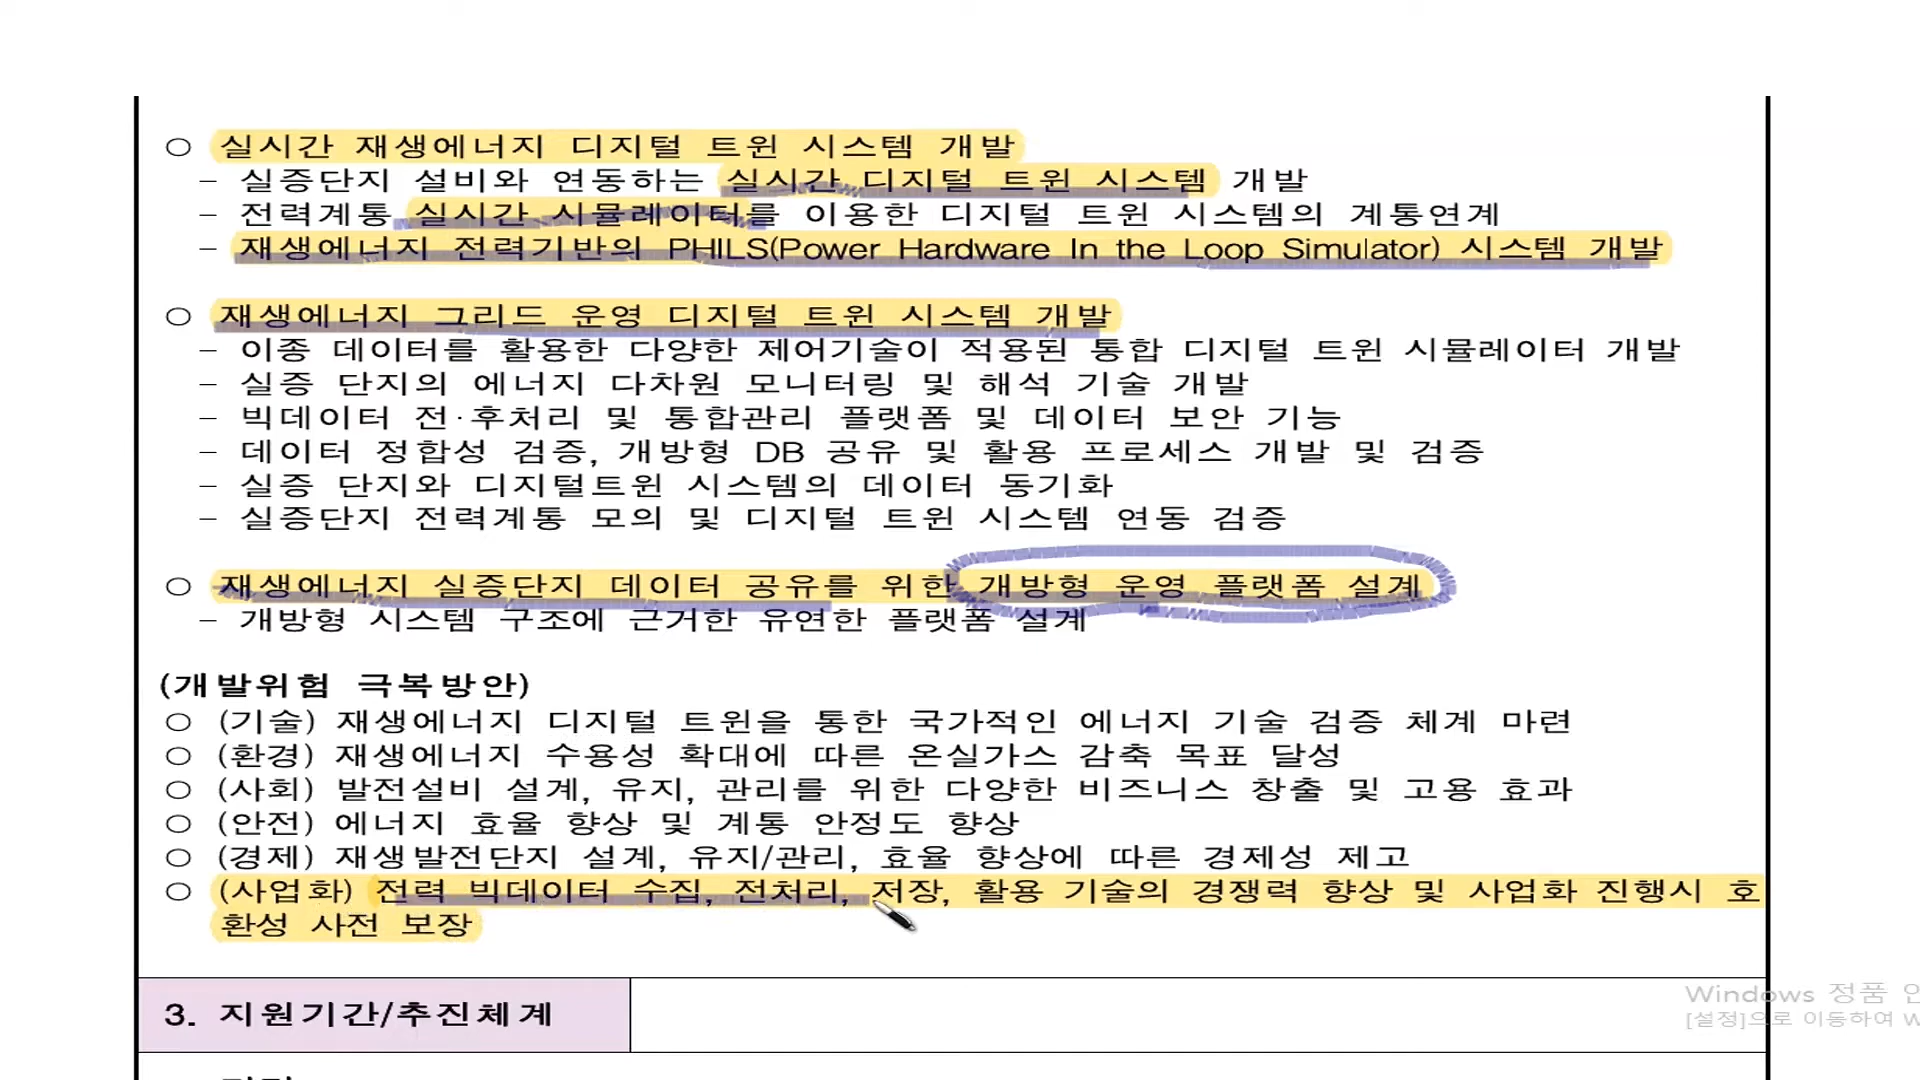 ○ 실시간 재생에너지 디지털 트윈 시스템 개발
– 실증단지 설비와 연동하는 실시간 디지털 트윈 시스템 개발
– 전력계통 실시간 시뮬레이터를 이용한 디지털 트윈 시스템의 계통연계
– 재생에너지 전력기반의 PHILS(Power Hardware In the Loop Simulator) 시스템 개발
○ 재생에너지 그리드 운영 디지털 트윈 시스템 개발
– 이종 데이터를 활용한 다양한 제어기술이 적용된 통합 디지털 트윈 시뮬레이터 개발
– 실증 단지의 에너지 다차원 모니터링 및 해석 기술 개발
– 빅데이터 전·후처리 및 통합관리 플랫폼 및 데이터 보안 기능
– 데이터 정합성 검증, 개방형 DB 공유 및 활용 프로세스 개발 및 검증
– 실증 단지와 디지털트윈 시스템의 데이터 동기화
– 실증단지 전력계통 모의 및 디지털 트윈 시스템 연동 검증
○ 재생에너지 실증단지 데이터 공유를 위한 개방형 운영 플랫폼 설계
– 개방형 시스템 구조에 근거한 유연한 플랫폼 설계
(개발위험 극복방안)
○ (기술) 재생에너지 디지털 트윈을 통한 국가적인 에너지 기술 검증 체계 마련
○ (환경) 재생에너지 수용성 확대에 따른 온실가스 감축 목표 달성
○ (사회) 발전설비 설계, 유지, 관리를 위한 다양한 비즈니스 창출 및 고용 효과
○ (안전) 에너지 효율 향상 및 계통 안정도 향상
○ (경제) 재생발전단지 설계, 유지/관리, 효율 향상에 따른 경제성 제고
○ (사업화) 전력 빅데이터 수집, 전처리, 저장, 활용 기술의 경쟁력 향상 및 사업화 진행시 호
환성 사전 보장
3. 지원기간/추진체계
Windows 정품
[설정]으로 이동하여